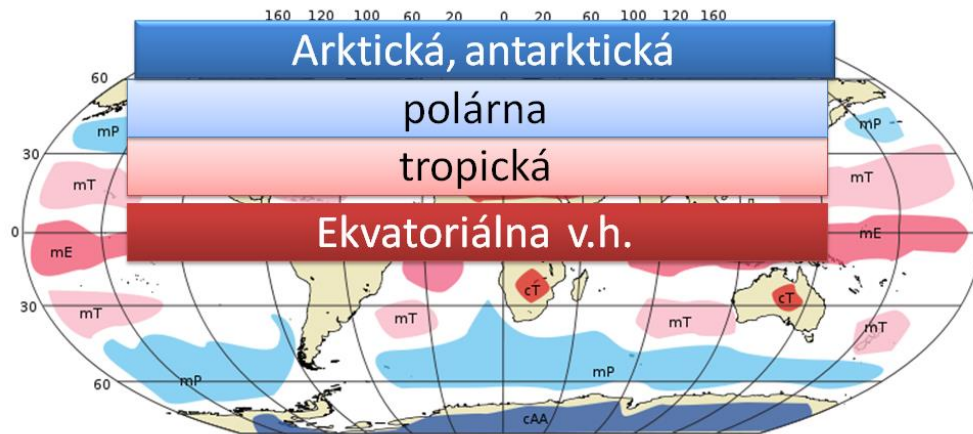 160 120 100 60 20 0 20 60 100 120 160
Arktická, antarktická
60
polárna
mP mP
30
tropická
mT mT
Ekvatoriálna v.h.
0
mE mE
cT cT
30
mT mT mT mT
60
mP mP
cAA